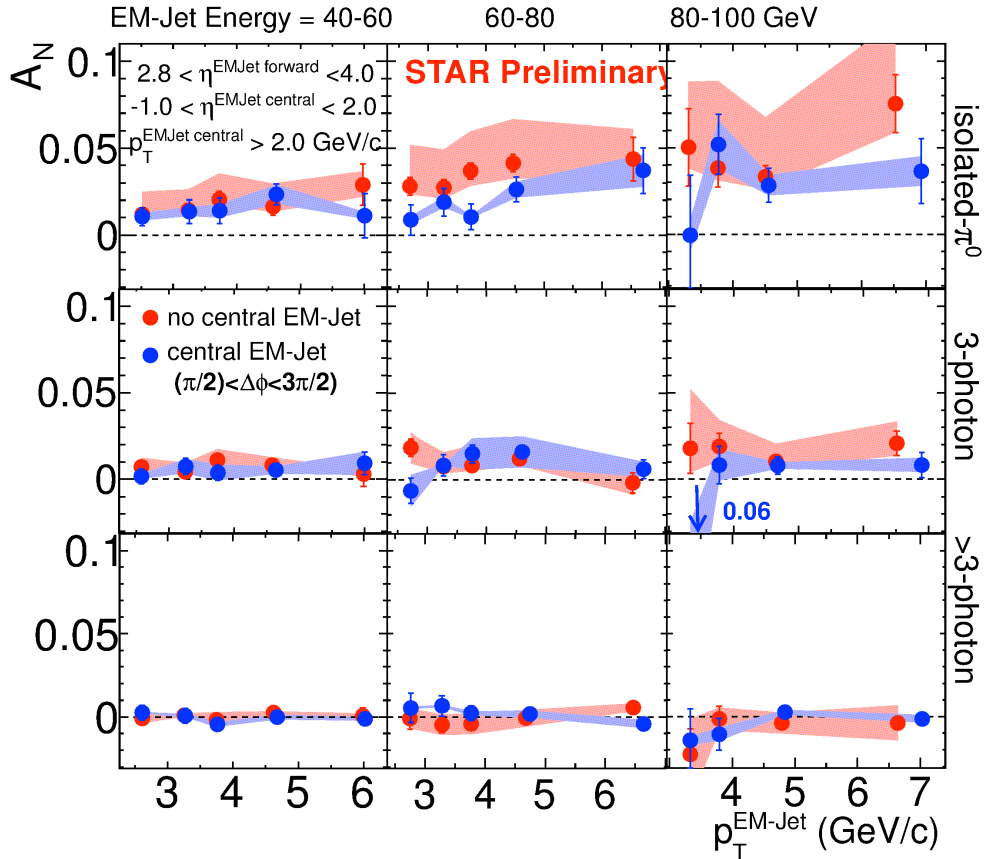 EM-Jet Energy = 40-60 60-80 80-100 GeV
A_N
0.1
0.05
0
2.8 < η^EMJet forward <4.0
-1.0 < η^EMJet central < 2.0
p_T^EMJet central > 2.0 GeV/c
STAR Preliminary
isolated-π^0
0.1
0.05
0
no central EM-Jet
central EM-Jet
(π/2)<Δϕ<3π/2)
0.06
3-photon
0.1
0.05
0
>3-photon
3 4 5 6 3 4 5 6 4 5 6 7
p_T^EM-Jet (GeV/c)